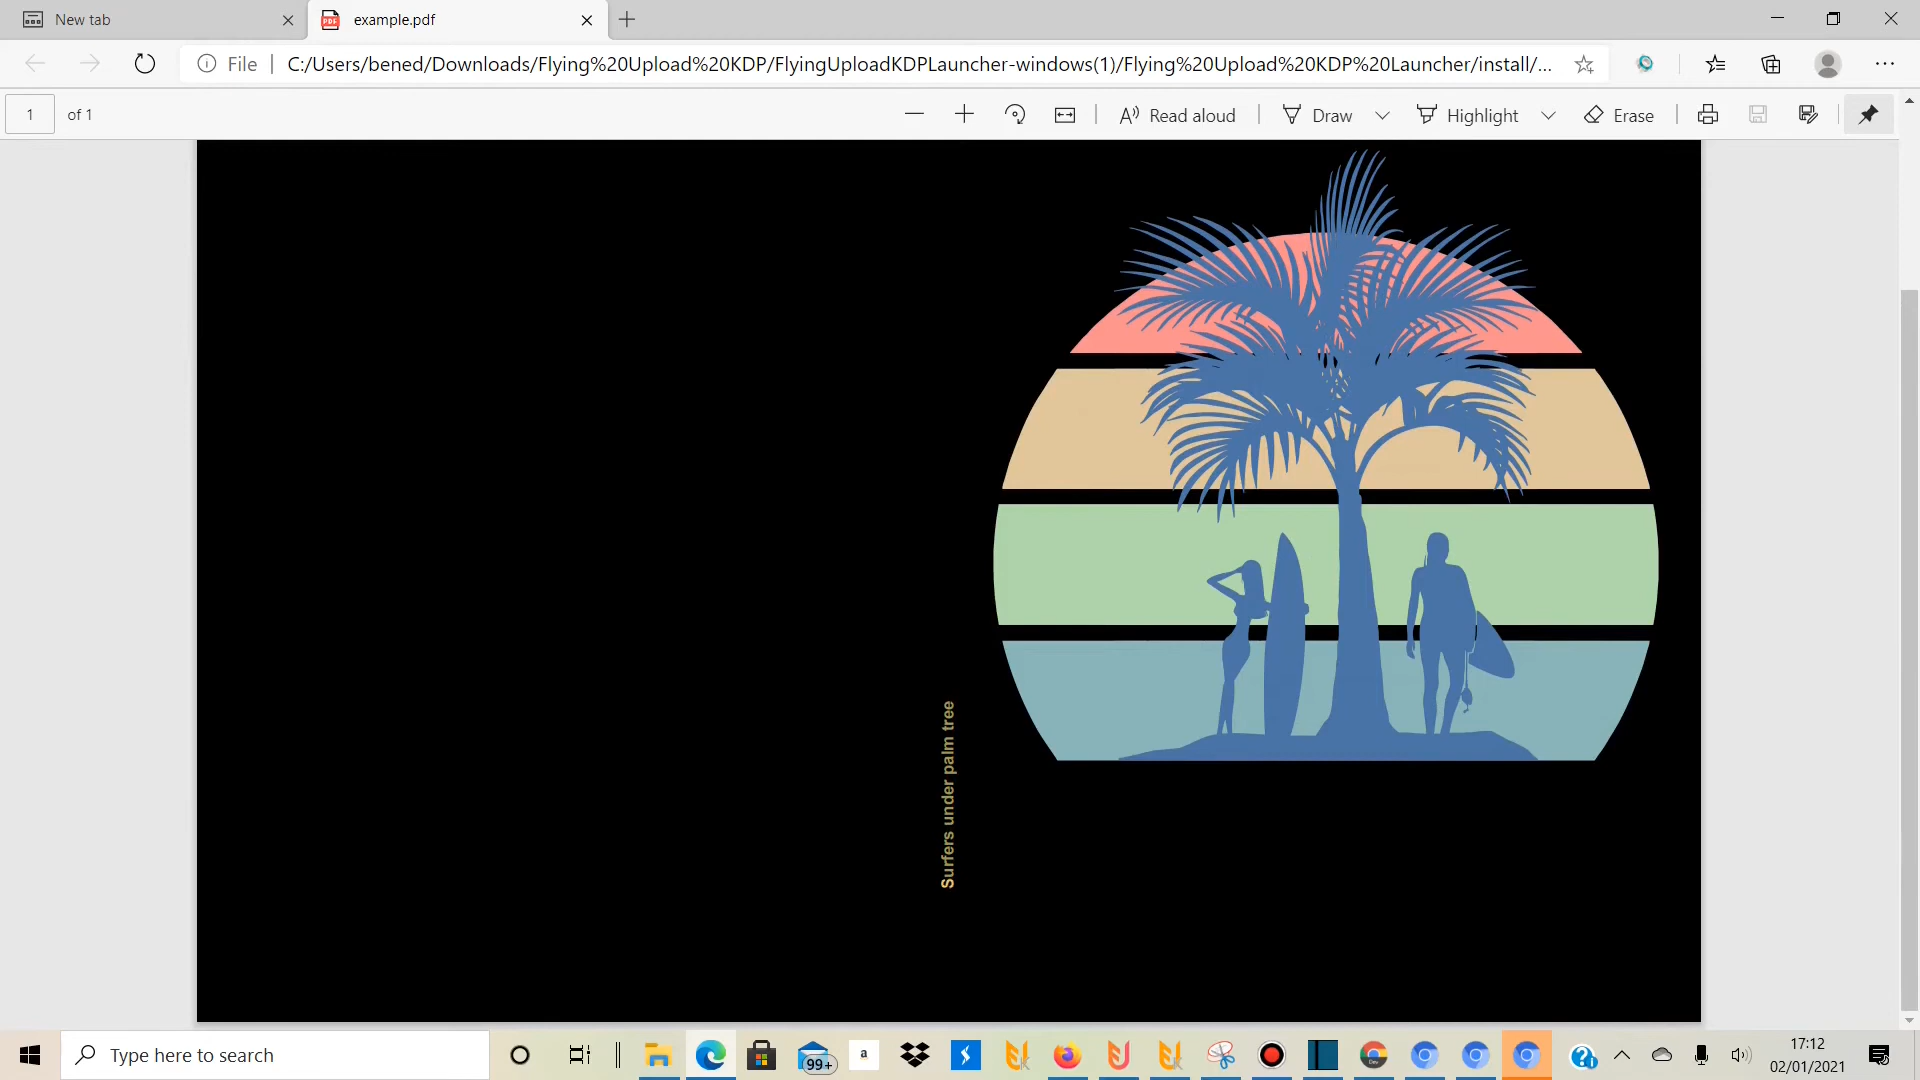 New tab
example.pdf
File
C:/Users/bened/Downloads/Flying%20Upload%20KDP/FlyingUploadKDPLauncher-windows(1)/Flying%20Upload%20KDP%20Launcher/install/...
1
of 1
Read aloud
Draw
Highlight
Erase
Surfers under palm tree
Type here to search
99+
a
17:12
02/01/2021